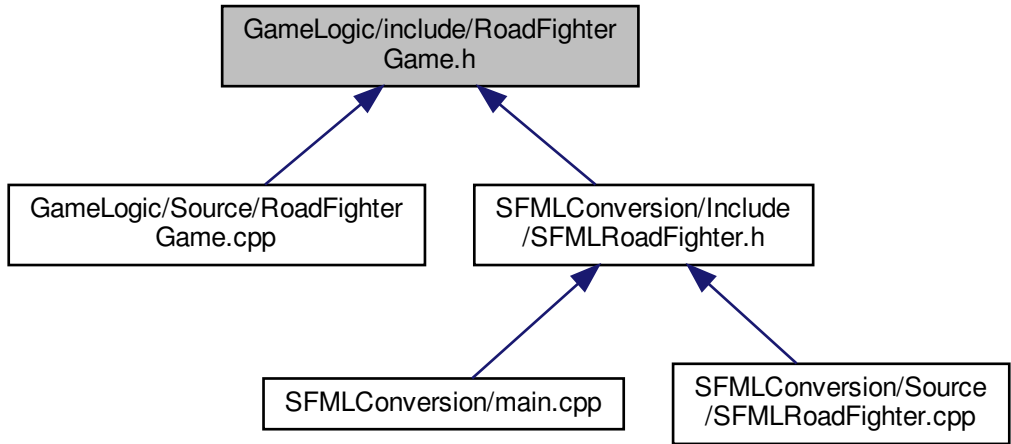 GameLogic/include/RoadFighter
Game.h
GameLogic/Source/RoadFighter
Game.cpp
SFMLConversion/Include
/SFMLRoadFighter.h
SFMLConversion/main.cpp
SFMLConversion/Source
/SFMLRoadFighter.cpp